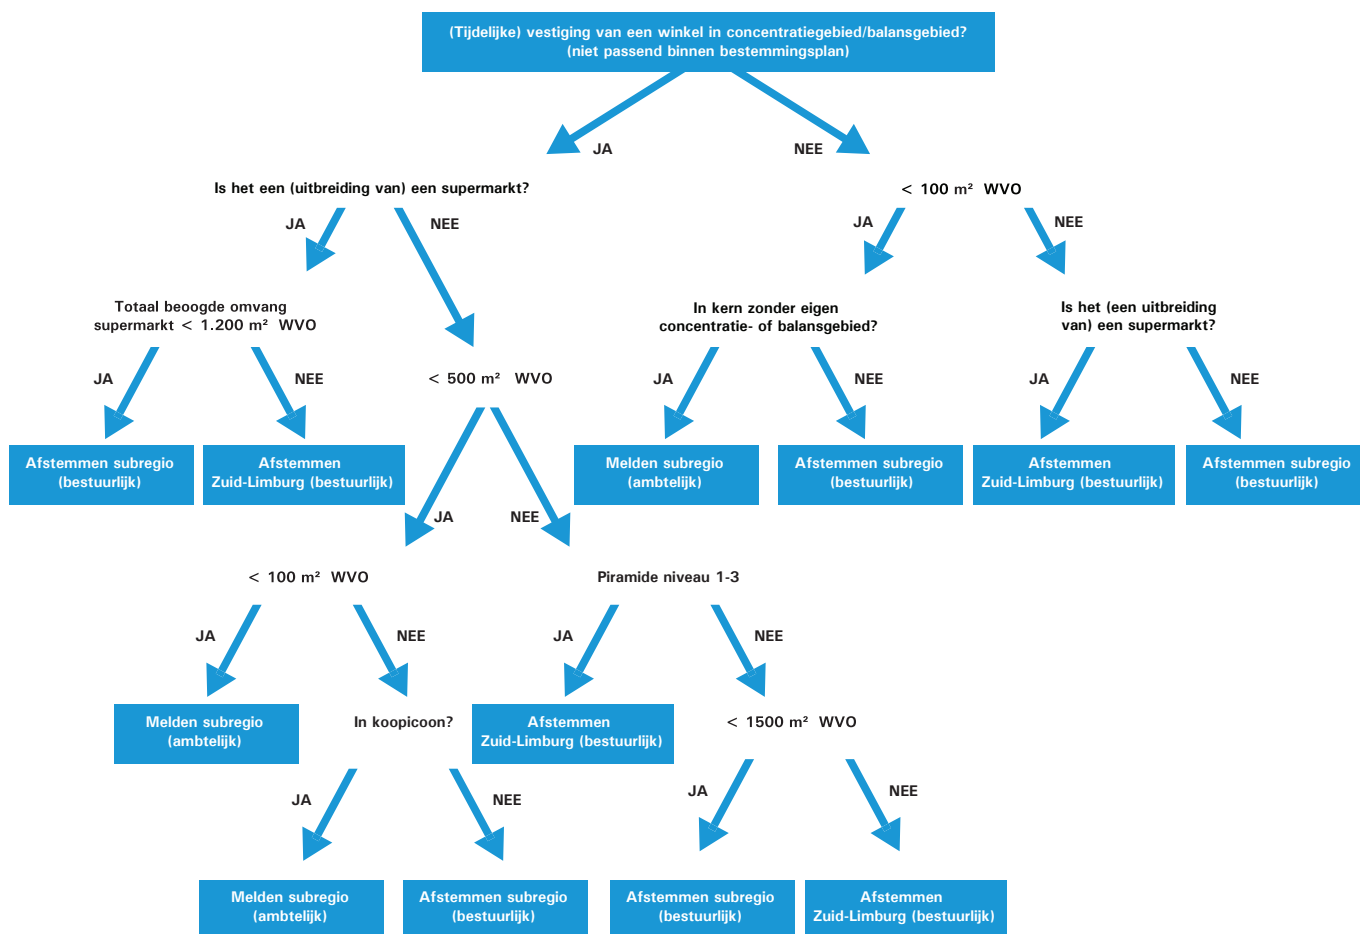 (Tijdelijke) vestiging van een winkel in concentratiegebied/balansgebied?
(niet passend binnen bestemmingsplan)
JA
NEE
Is het een (uitbreiding van) een supermarkt?
< 100 m² WVO
JA
NEE
JA
NEE
Totaal beoogde omvang
supermarkt < 1.200 m² WVO
In kern zonder eigen
concentratie- of balansgebied?
Is het (een uitbreiding
van) een supermarkt?
JA
NEE
< 500 m² WVO
JA
NEE
JA
NEE
Afstemmen subregio
(bestuurlijk)
Afstemmen
Zuid-Limburg (bestuurlijk)
Melden subregio
(ambtelijk)
Afstemmen subregio
(bestuurlijk)
Afstemmen
Zuid-Limburg (bestuurlijk)
Afstemmen subregio
(bestuurlijk)
JA
NEE
< 100 m² WVO
Piramide niveau 1-3
JA
NEE
JA
NEE
Melden subregio
(ambtelijk)
In koopicoon?
Afstemmen
Zuid-Limburg (bestuurlijk)
< 1500 m² WVO
JA
NEE
JA
NEE
Melden subregio
(ambtelijk)
Afstemmen subregio
(bestuurlijk)
Afstemmen subregio
(bestuurlijk)
Afstemmen
Zuid-Limburg (bestuurlijk)